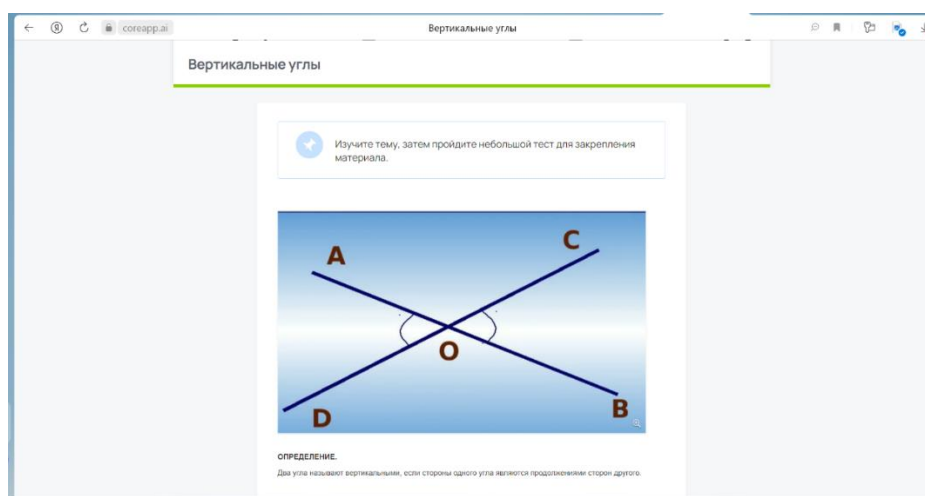 coreapp.ai Вертикальные углы
Вертикальные углы
Изучите тему, затем пройдите небольшой тест для закрепления
материала.
A C
O
D B
ОПРЕДЕЛЕНИЕ.
Два угла называют вертикальными, если стороны одного угла являются продолжениями сторон другого.